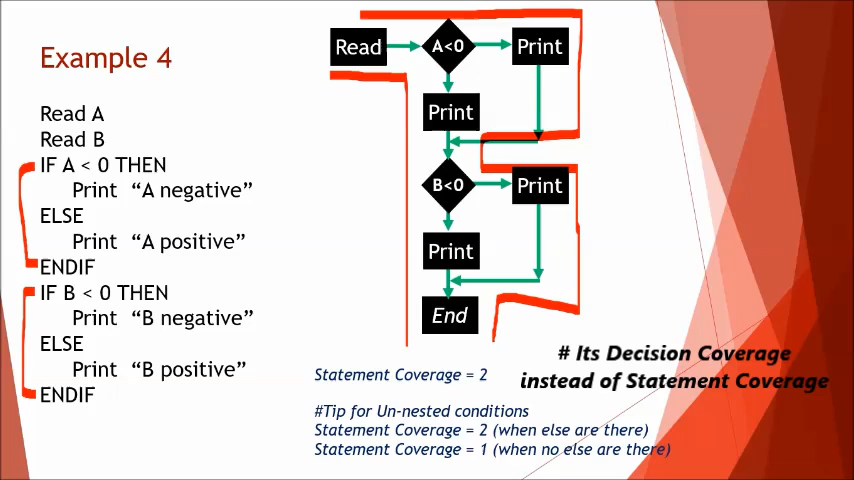 Example 4
Read A
Read B
IF A < 0 THEN
Print “A negative”
ELSE
Print “A positive”
ENDIF
IF B < 0 THEN
Print “B negative”
ELSE
Print “B positive”
ENDIF
Read
A<0
Print
Print
B<0
Print
Print
End
# Its Decision Coverage
instead of Statement Coverage
Statement Coverage = 2
#Tip for Un-nested conditions
Statement Coverage = 2 (when else are there)
Statement Coverage = 1 (when no else are there)